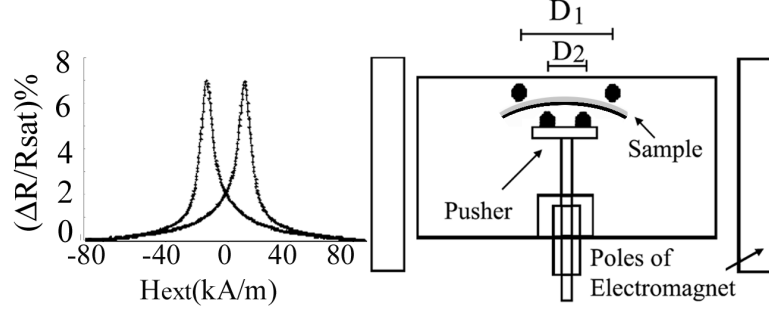 (ΔR/Rsat)%
8
6
4
2
0
-80 -40 0 40 80
Hext(kA/m)
D1
D2
Sample
Pusher
Poles of
Electromagnet